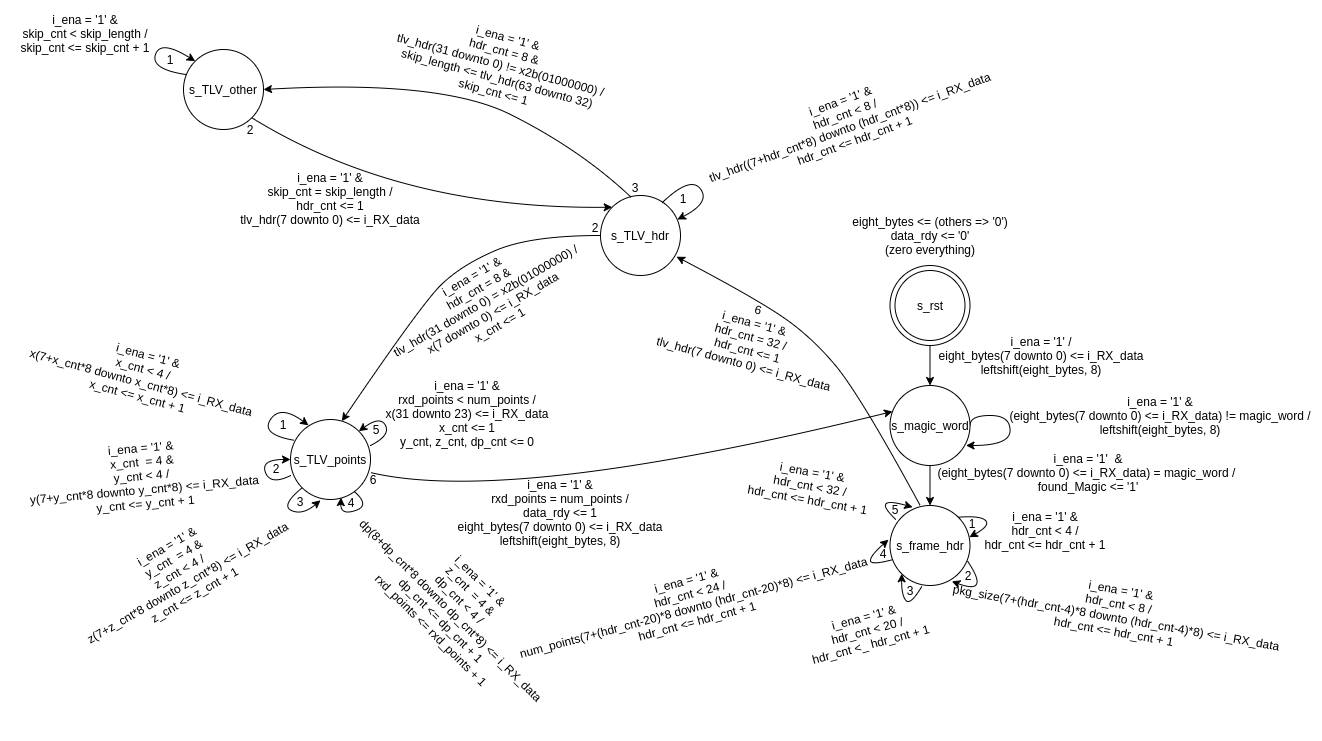 i_ena = '1' &
skip_cnt < skip_length /
skip_cnt <= skip_cnt + 1
1
s_TLV_other
2
i_ena = '1' &
hdr_cnt = 8 &
tlv_hdr(31 downto 0) != x2b(01000000) /
skip_length <= tlv_hdr(63 downto 32)
skip_cnt <= 1
3
i_ena = '1' &
skip_cnt = skip_length /
hdr_cnt <= 1
tlv_hdr(7 downto 0) <= i_RX_data
i_ena = '1' &
hdr_cnt < 8 /
tlv_hdr((7+hdr_cnt*8) downto (hdr_cnt*8)) <= i_RX_data
hdr_cnt <= hdr_cnt + 1
1
s_TLV_hdr
2
i_ena = '1' &
hdr_cnt = 8 &
tlv_hdr(31 downto 0) = x2b(01000000) /
x(7 downto 0) <= i_RX_data
x_cnt <= 1
eight_bytes <= (others => '0')
data_rdy <= '0'
(zero everything)
s_rst
6
i_ena = '1' &
hdr_cnt = 32 /
hdr_cnt <= 1
tlv_hdr(7 downto 0) <= i_RX_data
i_ena = '1' /
eight_bytes(7 downto 0) <= i_RX_data
leftshift(eight_bytes, 8)
i_ena = '1' &
x_cnt < 4 /
x(7+x_cnt*8 downto x_cnt*8) <= i_RX_data
x_cnt <= x_cnt + 1
1
i_ena = '1' &
rxd_points < num_points /
x(31 downto 23) <= i_RX_data
x_cnt <= 1
y_cnt, z_cnt, dp_cnt <= 0
5
s_magic_word
i_ena = '1' &
(eight_bytes(7 downto 0) <= i_RX_data) != magic_word /
leftshift(eight_bytes, 8)
i_ena = '1' &
x_cnt  = 4 &
y_cnt < 4 /
y(7+y_cnt*8 downto y_cnt*8) <= i_RX_data
y_cnt <= y_cnt + 1
2
s_TLV_points
6
3
4
i_ena = '1' &
rxd_points = num_points /
data_rdy <= 1
eight_bytes(7 downto 0) <= i_RX_data
leftshift(eight_bytes, 8)
i_ena = '1'  &
(eight_bytes(7 downto 0) <= i_RX_data) = magic_word /
found_Magic <= '1'
i_ena = '1' &
hdr_cnt < 32 /
hdr_cnt <= hdr_cnt + 1
5
s_frame_hdr
1
i_ena = '1' &
hdr_cnt < 4 /
hdr_cnt <= hdr_cnt + 1
4
3
2
i_ena = '1' &
y_cnt = 4 &
z_cnt < 4 /
z(7+z_cnt*8 downto z_cnt*8) <= i_RX_data
z_cnt <= z_cnt + 1
i_ena = '1' &
z_cnt  = 4 &
dp_cnt < 4 /
dp(8+dp_cnt*8 downto dp_cnt*8) <= i_RX_data
dp_cnt <= dp_cnt + 1
rxd_points <= rxd_points + 1
i_ena = '1' &
hdr_cnt < 24 /
num_points(7+(hdr_cnt-20)*8 downto (hdr_cnt-20)*8) <= i_RX_data
hdr_cnt <= hdr_cnt + 1
i_ena = '1' &
hdr_cnt < 20 /
hdr_cnt <_ hdr_cnt + 1
i_ena = '1' &
hdr_cnt < 8 /
pkg_size(7+(hdr_cnt-4)*8 downto (hdr_cnt-4)*8) <= i_RX_data
hdr_cnt <= hdr_cnt + 1